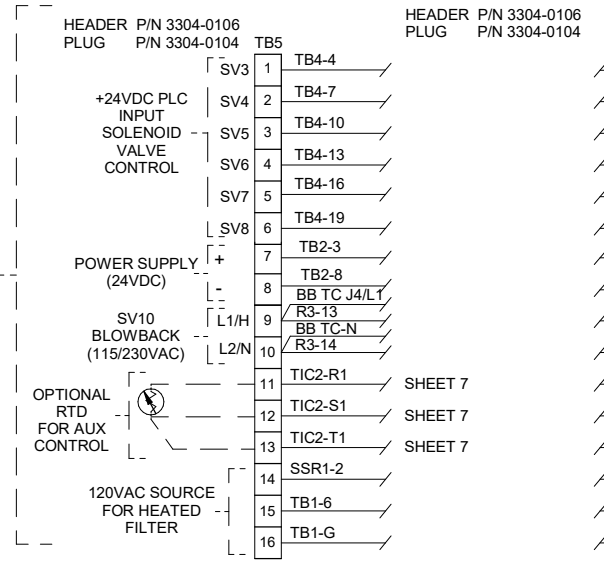 HEADER P/N 3304-0106
PLUG P/N 3304-0104 TB5
HEADER P/N 3304-0106
PLUG P/N 3304-0104
+24VDC PLC
INPUT
SOLENOID
VALVE
CONTROL
SV3 1 TB4-4
SV4 2 TB4-7
SV5 3 TB4-10
SV6 4 TB4-13
SV7 5 TB4-16
SV8 6 TB4-19
POWER SUPPLY
(24VDC)
+ 7 TB2-3
- 8 TB2-8
SV10
BLOWBACK
(115/230VAC)
BB TC J4/L1
L1/H 9 R3-13
BB TC-N
L2/N 10 R3-14
OPTIONAL
RTD
FOR AUX
CONTROL
11 TIC2-R1 SHEET 7
12 TIC2-S1 SHEET 7
13 TIC2-T1 SHEET 7
120VAC SOURCE
FOR HEATED
FILTER
14 SSR1-2
15 TB1-6
16 TB1-G